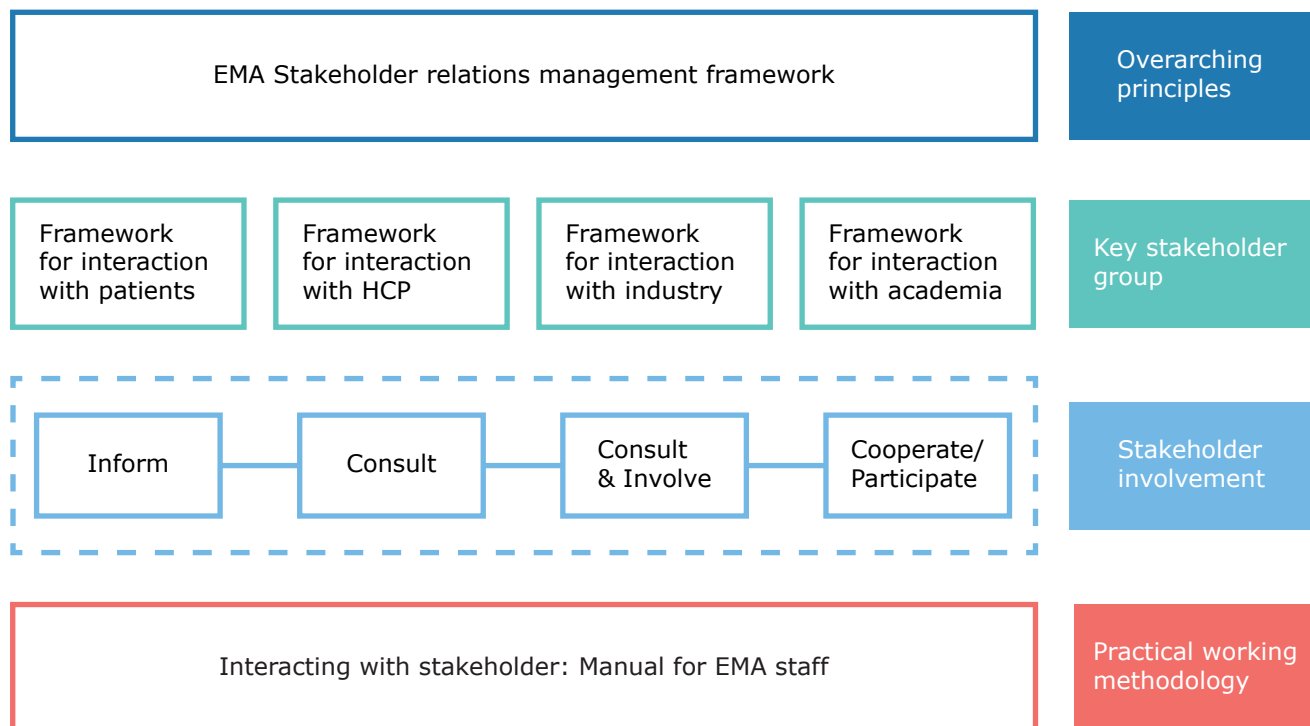 EMA Stakeholder relations management framework
Overarching
principles
Framework
for interaction
with patients
Framework
for interaction
with HCP
Framework
for interaction
with industry
Framework
for interaction
with academia
Key stakeholder
group
Inform
Consult
Consult
& Involve
Cooperate/
Participate
Stakeholder
involvement
Interacting with stakeholder: Manual for EMA staff
Practical working
methodology